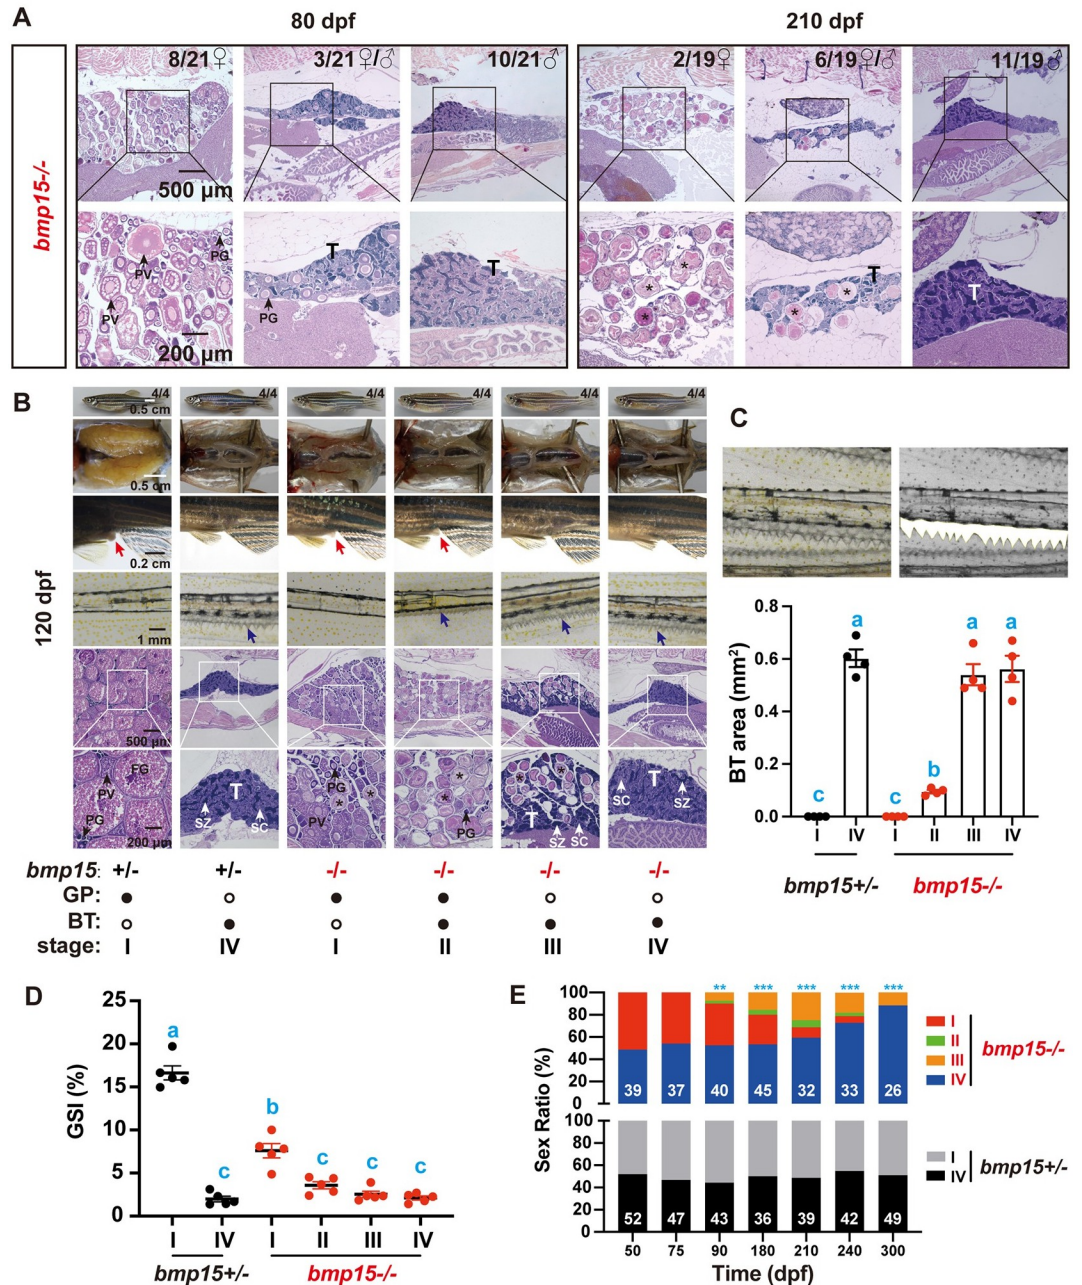 A
80 dpf
210 dpf
bmp15-/-
8/21♀
3/21♀/♂
10/21♂
2/19♀
6/19♀/♂
11/19♂
500 μm
PV
PG
PV
200 μm
T
PG
T
*
*
*
T
*
*
T
B
120 dpf
4/4
4/4
4/4
4/4
4/4
4/4
0.5 cm
0.5 cm
0.2 cm
1 mm
500 μm
FG
PV
PG
200 μm
T
SZ
SC
PG
*
*
*
PV
*
*
*
PG
*
*
*
T
SZ
SC
T
SC
SZ
bmp15: +/- +/- -/- -/- -/- -/-
GP:
BT:
stage: I IV I II III IV
C
BT area (mm²)
0.8
0.6
0.4
0.2
0.0
c
a
c
b
a
a
I IV I II III IV
bmp15+/- bmp15-/-
D
GSI (%)
25
20
15
10
5
0
a
c
b
c
c
c
I IV I II III IV
bmp15+/- bmp15-/-
E
Sex Ratio (%)
** *** *** *** ***
100
80
60
40
20
0
39 37 40 45 32 33 26
I
II
III
IV
bmp15-/-
100
80
60
40
20
0
52 47 43 36 39 42 49
I
IV
bmp15+/-
50 75 90 180 210 240 300
Time (dpf)